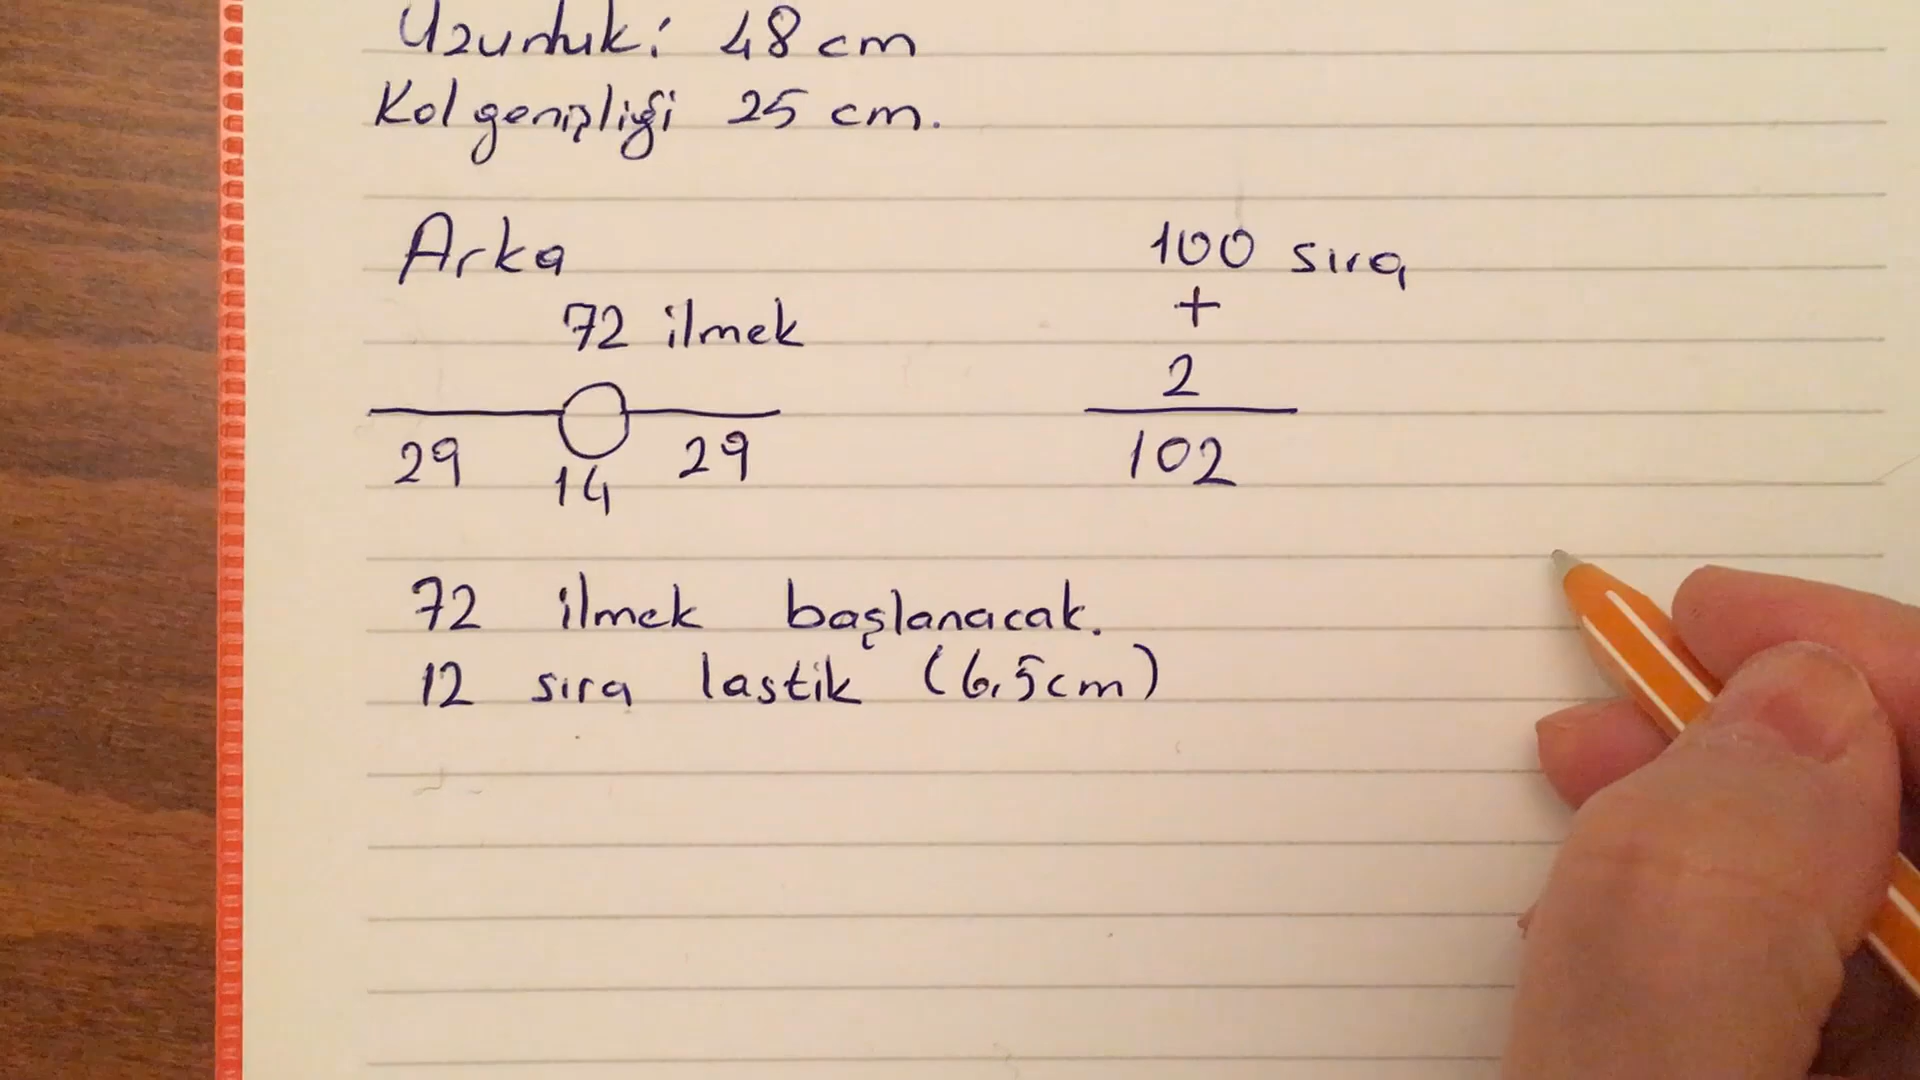 Uzunluk: 48 cm
Kol genişliği 25 cm.
Arka
72 ilmek
29 14 29
100 sıra
+
2
102
72 ilmek başlanacak.
12 sıra lastik (6,5cm)